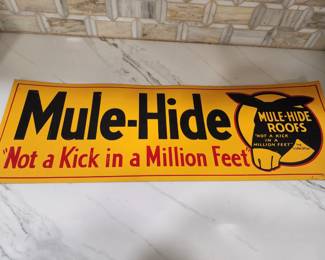 Mule-Hide
"Not a Kick in a Million Feet"
MULE-HIDE
ROOFS
"NOT A KICK
IN A
MILLION FEET"